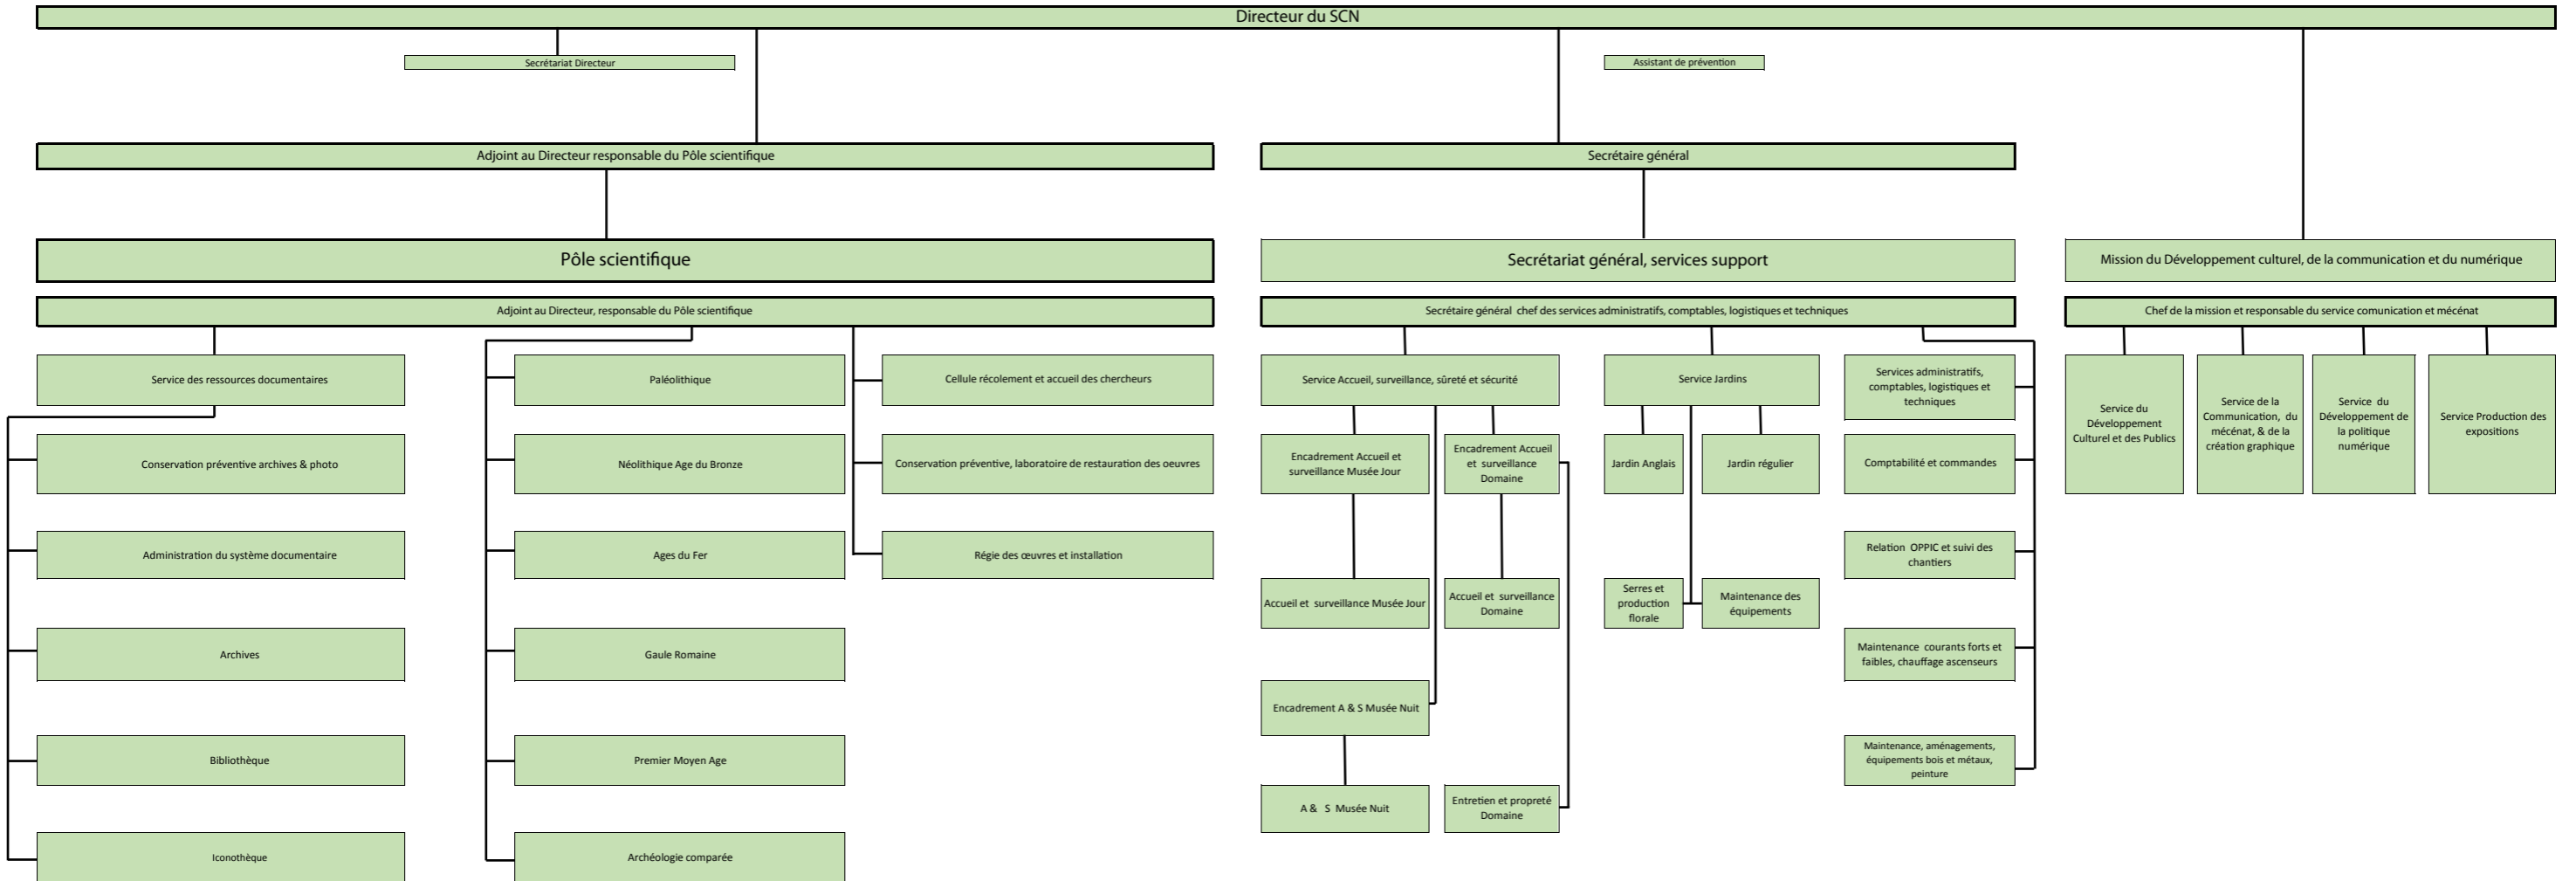 Directeur du SCN
Secrétariat Directeur
Assistant de prévention
Adjoint au Directeur responsable du Pôle scientifique
Secrétaire général
Pôle scientifique
Secrétariat général, services support
Mission du Développement culturel, de la communication et du numérique
Adjoint au Directeur, responsable du Pôle scientifique
Secrétaire général chef des services administratifs, comptables, logistiques et techniques
Chef de la mission et responsable du service comunication et mécénat
Service des ressources documentaires
Conservation préventive archives & photo
Administration du système documentaire
Archives
Bibliothèque
Iconothèque
Paléolithique
Néolithique Age du Bronze
Ages du Fer
Gaule Romaine
Premier Moyen Age
Archéologie comparée
Cellule récolement et accueil des chercheurs
Conservation préventive, laboratoire de restauration des oeuvres
Régie des œuvres et installation
Service Accueil, surveillance, sûreté et sécurité
Encadrement Accueil et
surveillance Musée Jour
Accueil et surveillance Musée Jour
Encadrement A & S Musée Nuit
A & S Musée Nuit
Encadrement Accueil
et surveillance
Domaine
Accueil et surveillance
Domaine
Entretien et propreté
Domaine
Service Jardins
Jardin Anglais
Jardin régulier
Serres et
production
florale
Maintenance des
équipements
Services administratifs,
comptables, logistiques et
techniques
Comptabilité et commandes
Relation OPPIC et suivi des
chantiers
Maintenance courants forts et
faibles, chauffage ascenseurs
Maintenance, aménagements,
équipements bois et métaux,
peinture
Service du
Développement
Culturel et des Publics
Service de la
Communication, du
mécénat, & de la
création graphique
Service du
Développement de
la politique
numérique
Service Production des
expositions